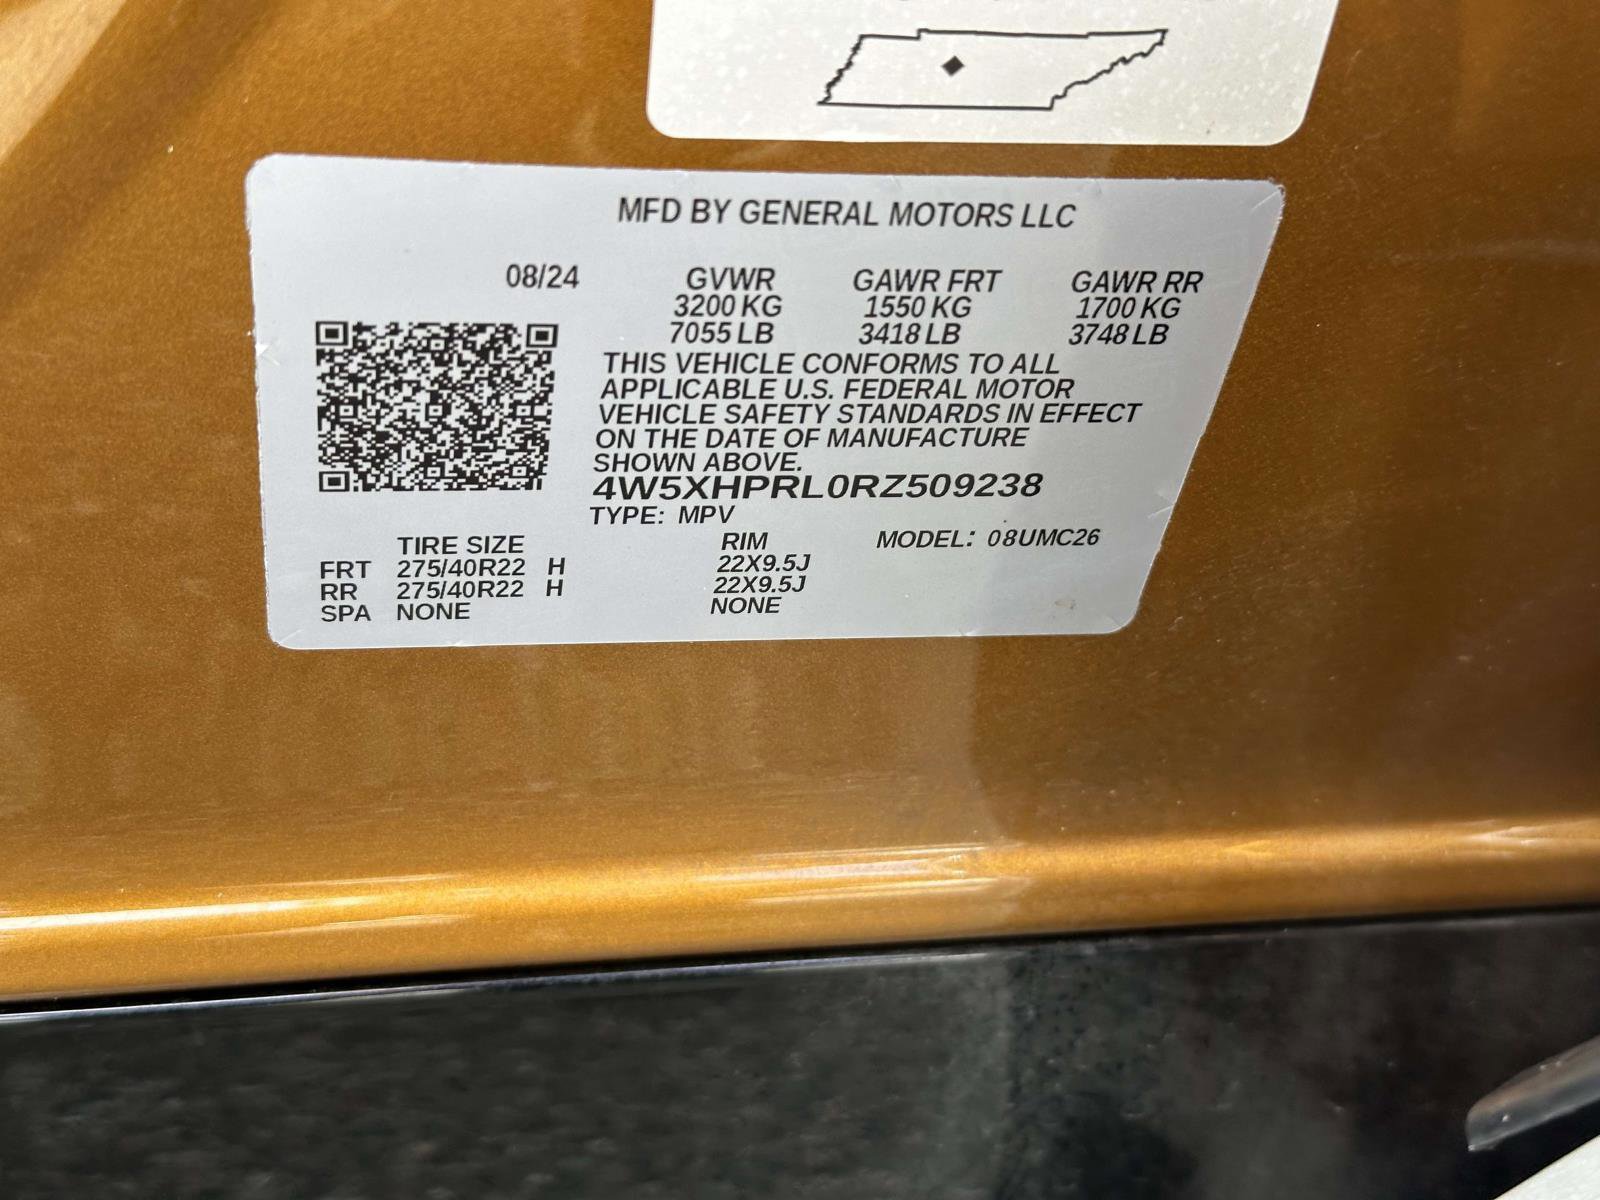 MFD BY GENERAL MOTORS LLC
08/24 GVWR GAWR FRT GAWR RR
3200 KG 1550 KG 1700 KG
7055 LB 3418 LB 3748 LB
THIS VEHICLE CONFORMS TO ALL
APPLICABLE U.S. FEDERAL MOTOR
VEHICLE SAFETY STANDARDS IN EFFECT
ON THE DATE OF MANUFACTURE
SHOWN ABOVE.
4W5XHPRL0RZ509238
TYPE: MPV
TIRE SIZE RIM MODEL: 08UMC26
FRT 275/40R22 H 22X9.5J
RR 275/40R22 H 22X9.5J
SPA NONE NONE